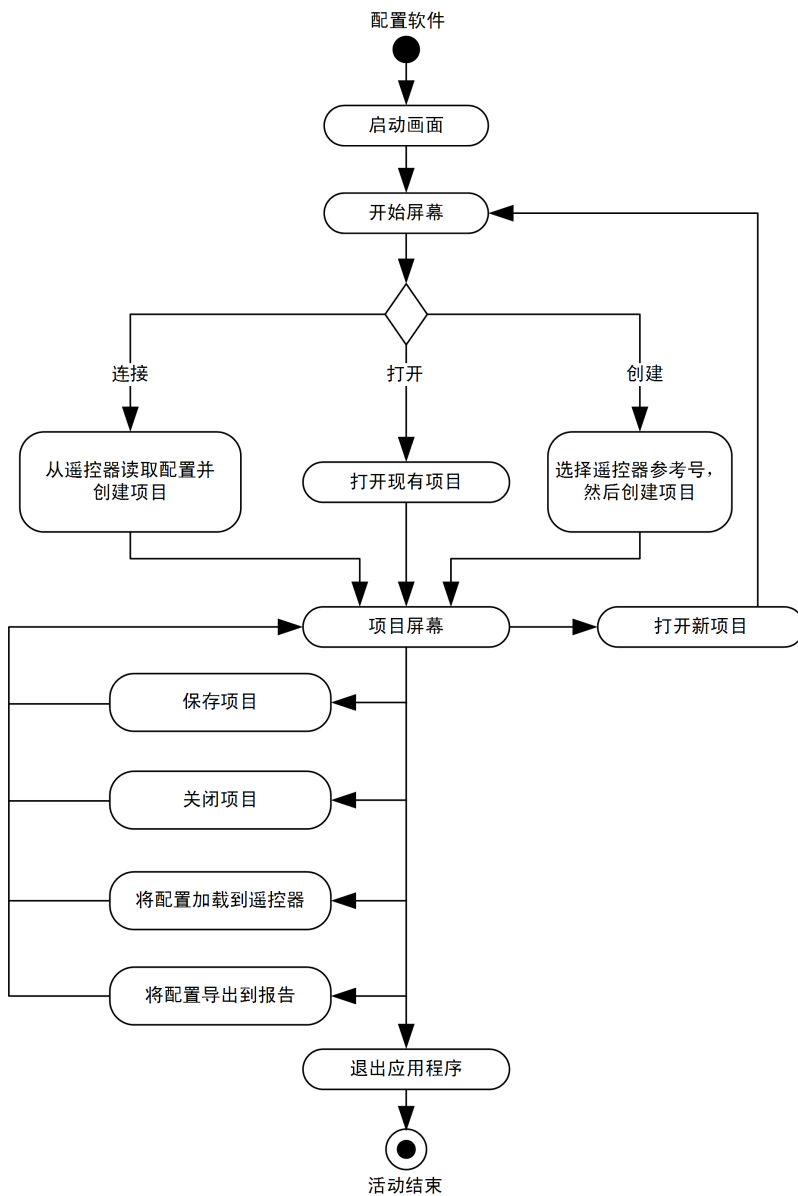 配置软件
启动画面
开始屏幕
连接
打开
创建
从遥控器读取配置并
创建项目
打开现有项目
选择遥控器参考号，
然后创建项目
项目屏幕
打开新项目
保存项目
关闭项目
将配置加载到遥控器
将配置导出到报告
退出应用程序
活动结束